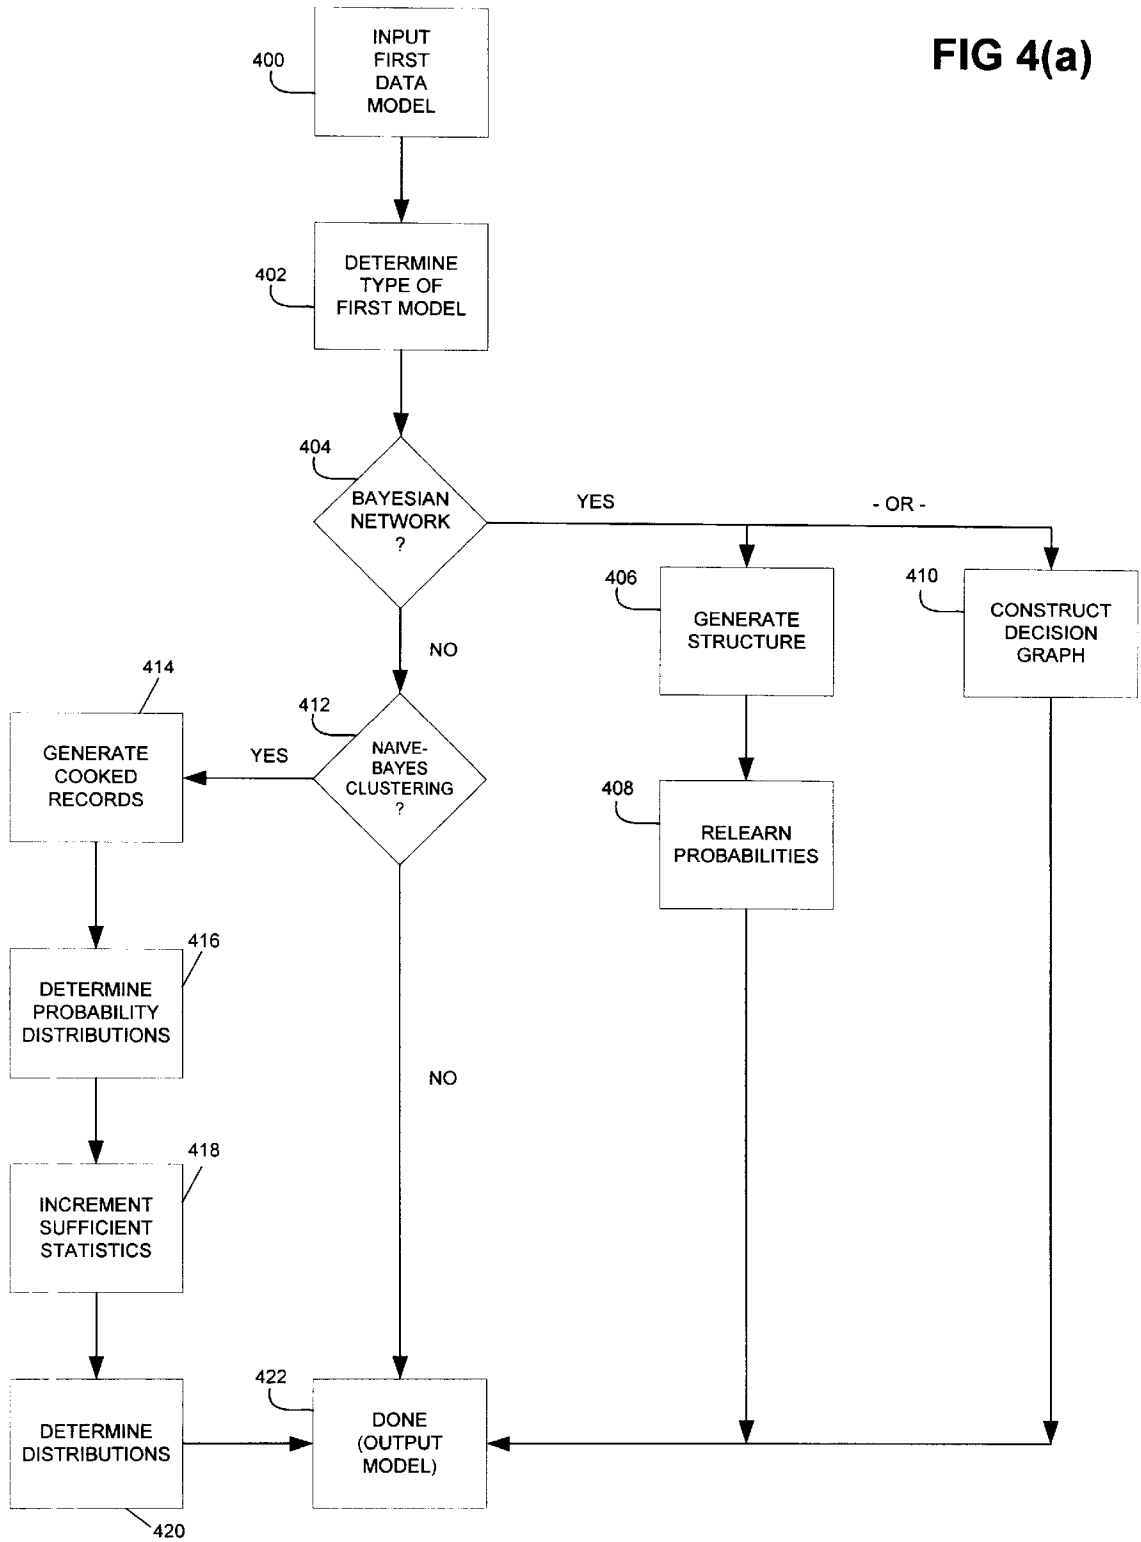 FIG 4(a)
400
INPUT
FIRST
DATA
MODEL
402
DETERMINE
TYPE OF
FIRST MODEL
404
BAYESIAN
NETWORK
?
YES
- OR -
406
GENERATE
STRUCTURE
410
CONSTRUCT
DECISION
GRAPH
NO
412
NAIVE-
BAYES
CLUSTERING
?
YES
414
GENERATE
COOKED
RECORDS
408
RELEARN
PROBABILITIES
416
DETERMINE
PROBABILITY
DISTRIBUTIONS
NO
418
INCREMENT
SUFFICIENT
STATISTICS
DETERMINE
DISTRIBUTIONS
420
422
DONE
(OUTPUT
MODEL)